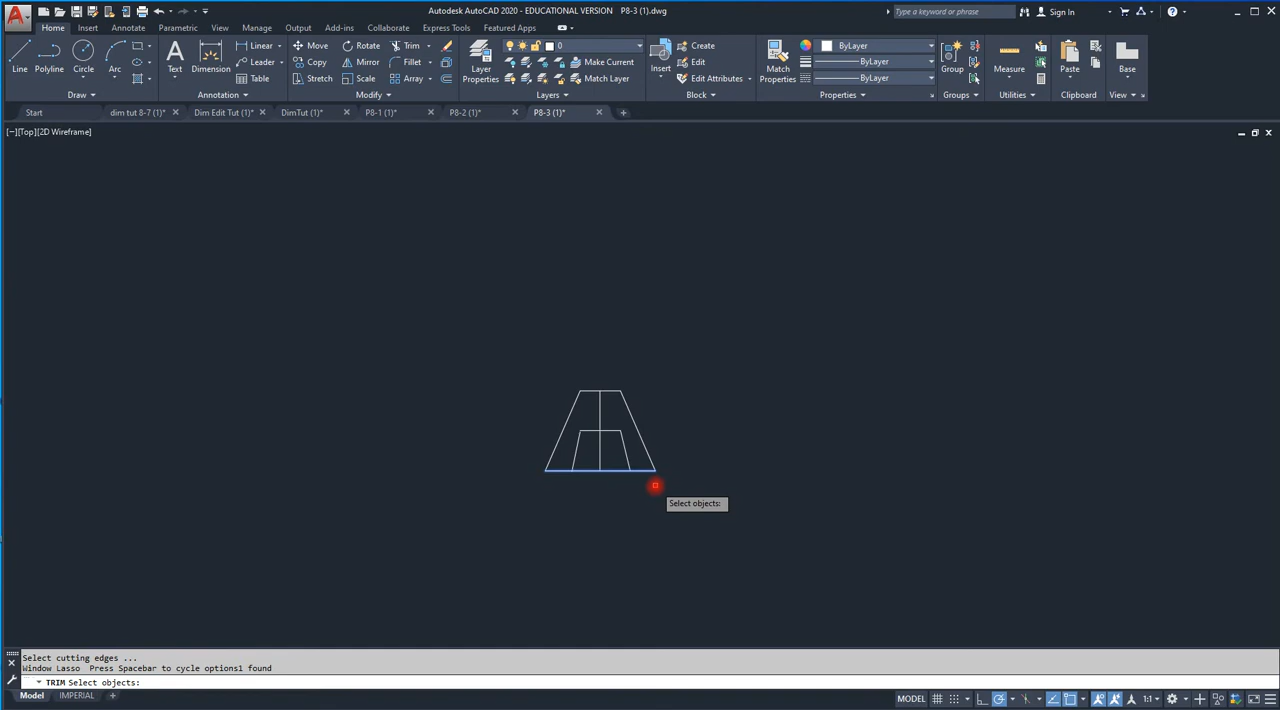 Autodesk AutoCAD 2020 - EDUCATIONAL VERSION P8-3 (1).dwg
Type a keyword or phrase
Sign In
Home Insert Annotate Parametric View Manage Output Add-ins Collaborate Express Tools Featured Apps
Line
Polyline
Circle
Arc
Draw
Text
Dimension
Linear
Leader
Table
Annotation
Move
Rotate
Trim
Copy
Mirror
Fillet
Stretch
Scale
Array
Modify
Layer Properties
0
Make Current
Match Layer
Layers
Insert
Create
Edit
Edit Attributes
Block
Match Properties
ByLayer
ByLayer
ByLayer
Properties
Group
Groups
Measure
Utilities
Paste
Clipboard
Base
View
Start dim tut 8-7 (1)* Dim Edit Tut (1)* DimTut (1)* P8-1 (1)* P8-2 (1)* P8-3 (1)*
[−][Top][2D Wireframe]
Select objects:
Select cutting edges ...
Window Lasso Press Spacebar to cycle options1 found
TRIM Select objects:
Model IMPERIAL
MODEL
1:1